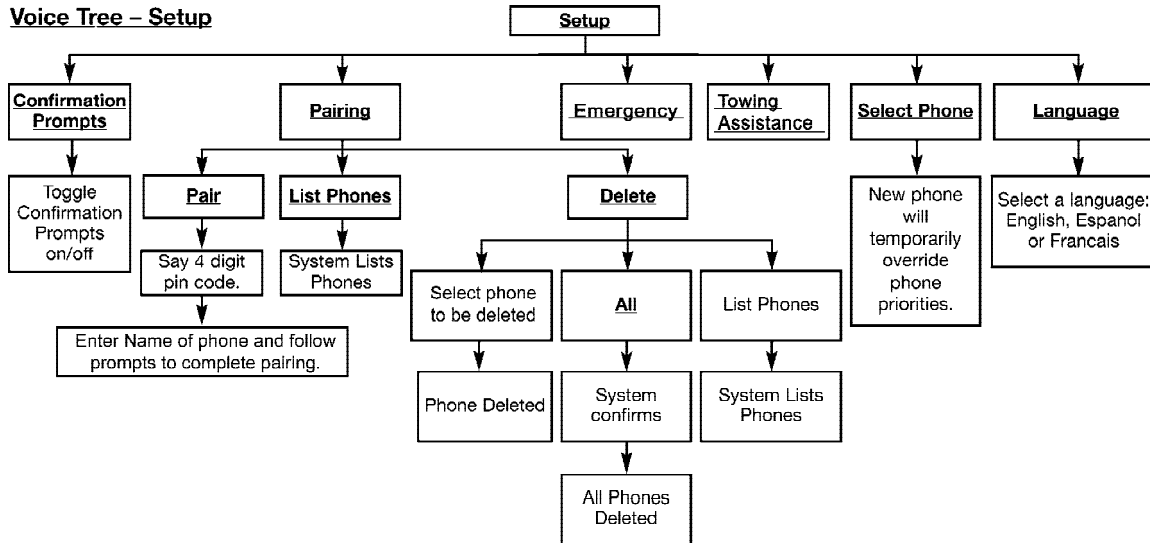 Voice Tree – Setup
Setup
Confirmation
Prompts
Pairing
Emergency
Towing
Assistance
Select Phone
Language
Toggle
Confirmation
Prompts
on/off
Pair
List Phones
Delete
New phone
will
temporarily
override
phone
priorities.
Select a language:
English, Espanol
or Francais
Say 4 digit
pin code.
System Lists
Phones
Enter Name of phone and follow
prompts to complete pairing.
Select phone
to be deleted
All
List Phones
Phone Deleted
System
confirms
System Lists
Phones
All Phones
Deleted